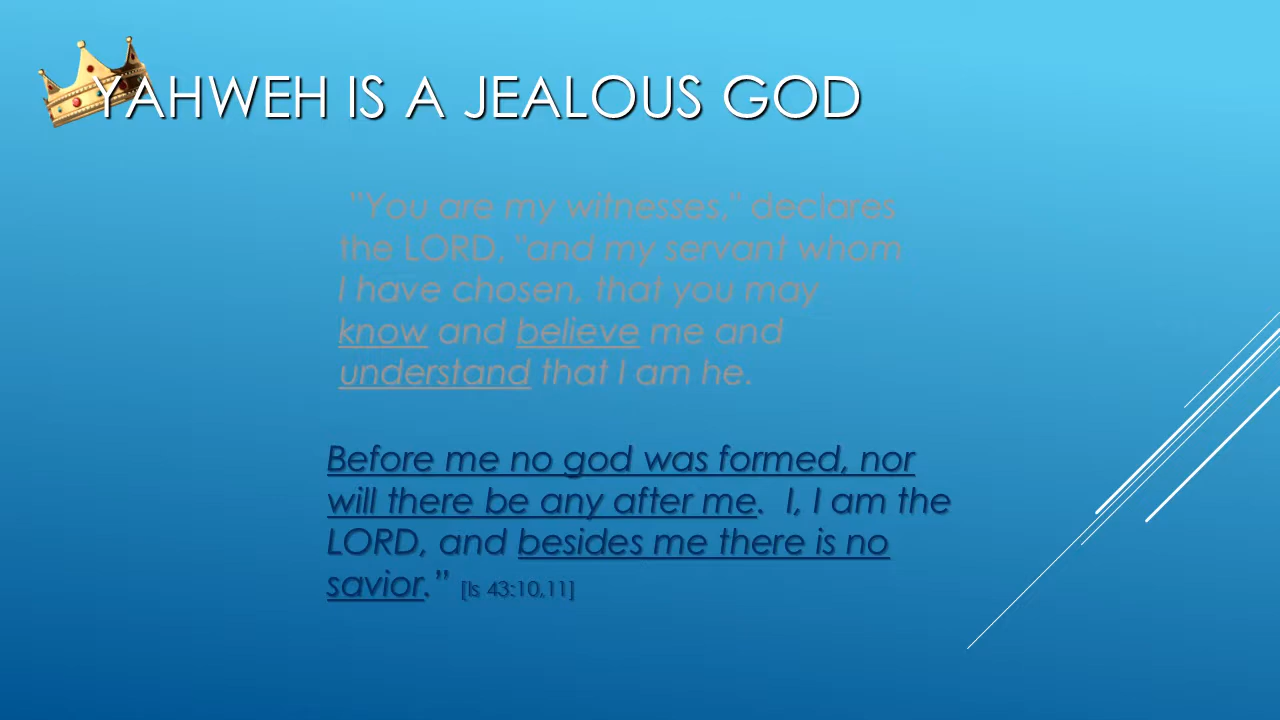 YAHWEH IS A JEALOUS GOD
"You are my witnesses," declares
the LORD, "and my servant whom
I have chosen, that you may
know and believe me and
understand that I am he.
Before me no god was formed, nor
will there be any after me.  I, I am the
LORD, and besides me there is no
savior.” [Is 43:10,11]